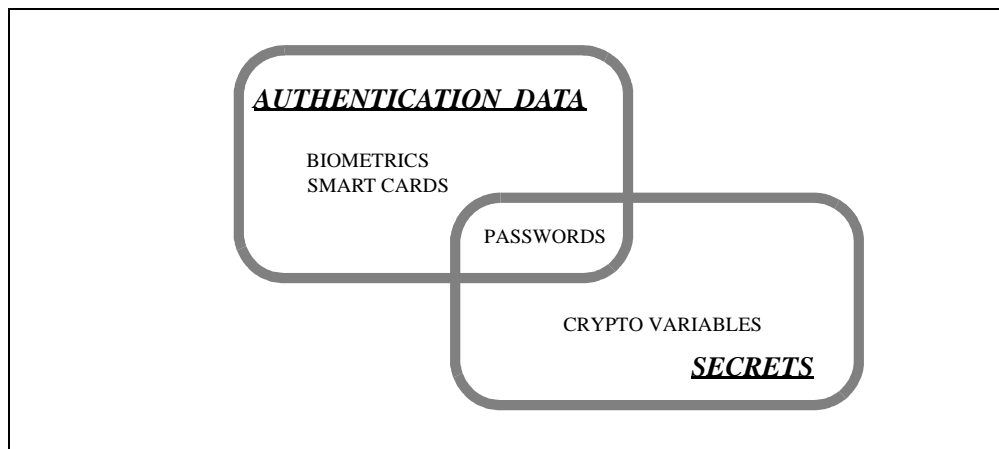 AUTHENTICATION DATA
BIOMETRICS
SMART CARDS
PASSWORDS
CRYPTO VARIABLES
SECRETS